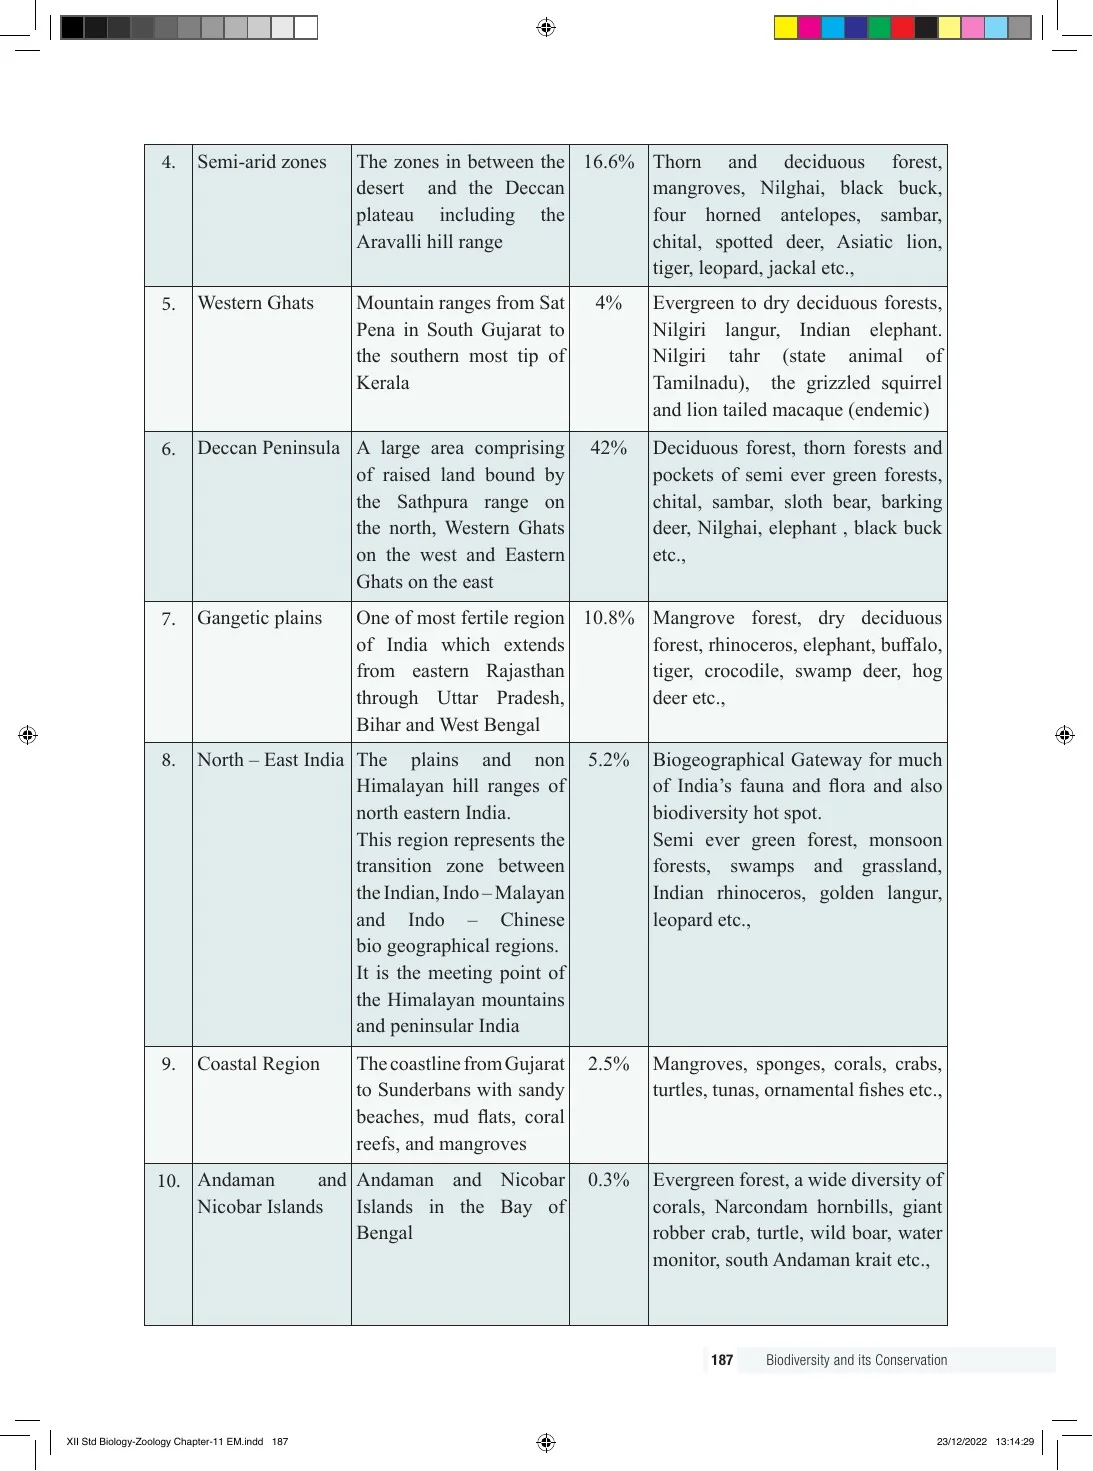 4.
Semi-arid zones
The zones in between the
desert and the Deccan
plateau including the
Aravalli hill range
16.6%
Thorn and deciduous forest,
mangroves, Nilghai, black buck,
four horned antelopes, sambar,
chital, spotted deer, Asiatic lion,
tiger, leopard, jackal etc.,
5.
Western Ghats
Mountain ranges from Sat
Pena in South Gujarat to
the southern most tip of
Kerala
4%
Evergreen to dry deciduous forests,
Nilgiri langur, Indian elephant.
Nilgiri tahr (state animal of
Tamilnadu), the grizzled squirrel
and lion tailed macaque (endemic)
6.
Deccan Peninsula
A large area comprising
of raised land bound by
the Sathpura range on
the north, Western Ghats
on the west and Eastern
Ghats on the east
42%
Deciduous forest, thorn forests and
pockets of semi ever green forests,
chital, sambar, sloth bear, barking
deer, Nilghai, elephant , black buck
etc.,
7.
Gangetic plains
One of most fertile region
of India which extends
from eastern Rajasthan
through Uttar Pradesh,
Bihar and West Bengal
10.8%
Mangrove forest, dry deciduous
forest, rhinoceros, elephant, buffalo,
tiger, crocodile, swamp deer, hog
deer etc.,
8.
North – East India
The plains and non
Himalayan hill ranges of
north eastern India.
This region represents the
transition zone between
the Indian, Indo – Malayan
and Indo – Chinese
bio geographical regions.
It is the meeting point of
the Himalayan mountains
and peninsular India
5.2%
Biogeographical Gateway for much
of India’s fauna and flora and also
biodiversity hot spot.
Semi ever green forest, monsoon
forests, swamps and grassland,
Indian rhinoceros, golden langur,
leopard etc.,
9.
Coastal Region
The coastline from Gujarat
to Sunderbans with sandy
beaches, mud flats, coral
reefs, and mangroves
2.5%
Mangroves, sponges, corals, crabs,
turtles, tunas, ornamental fishes etc.,
10.
Andaman and
Nicobar Islands
Andaman and Nicobar
Islands in the Bay of
Bengal
0.3%
Evergreen forest, a wide diversity of
corals, Narcondam hornbills, giant
robber crab, turtle, wild boar, water
monitor, south Andaman krait etc.,
187 Biodiversity and its Conservation
XII Std Biology-Zoology Chapter-11 EM.indd 187
23/12/2022 13:14:29